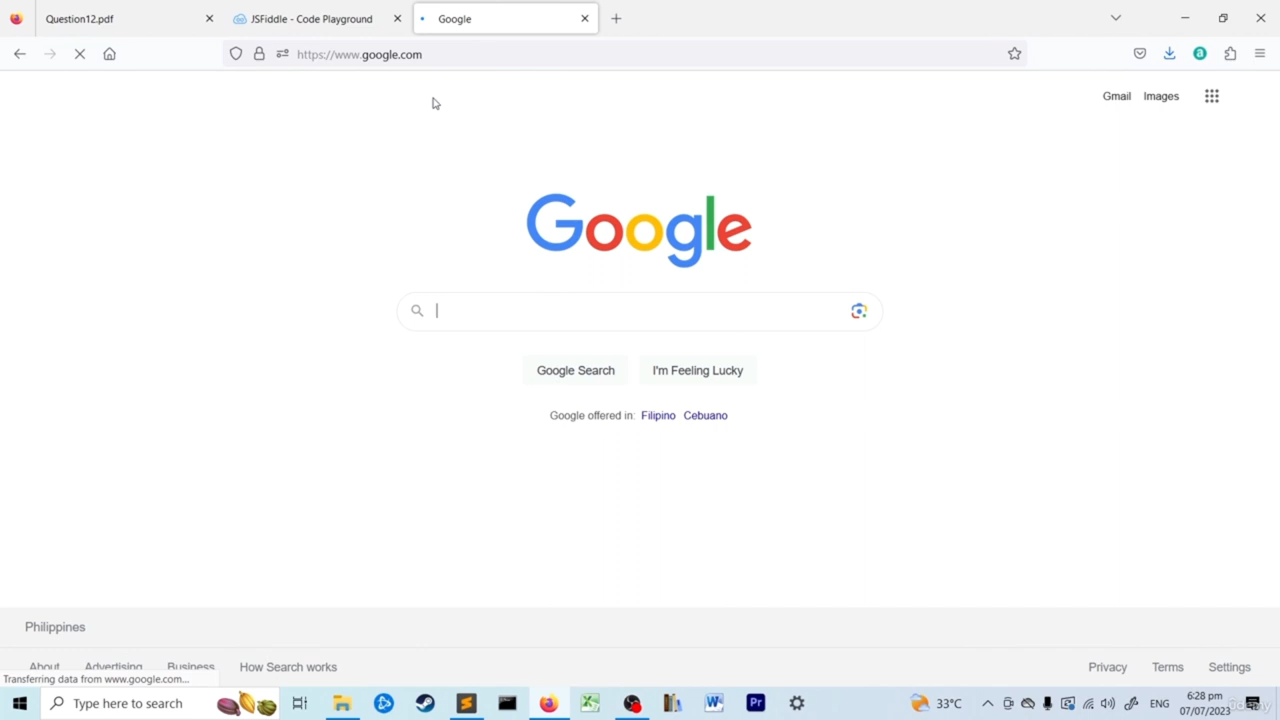 Question12.pdf
JSFiddle - Code Playground
Google
https://www.google.com
Gmail Images
Google
Google Search
I'm Feeling Lucky
Google offered in: Filipino Cebuano
Philippines
About Advertising Business How Search works
Privacy Terms Settings
Transferring data from www.google.com...
Type here to search
33°C
ENG
6:28 pm
07/07/2023
Udemy